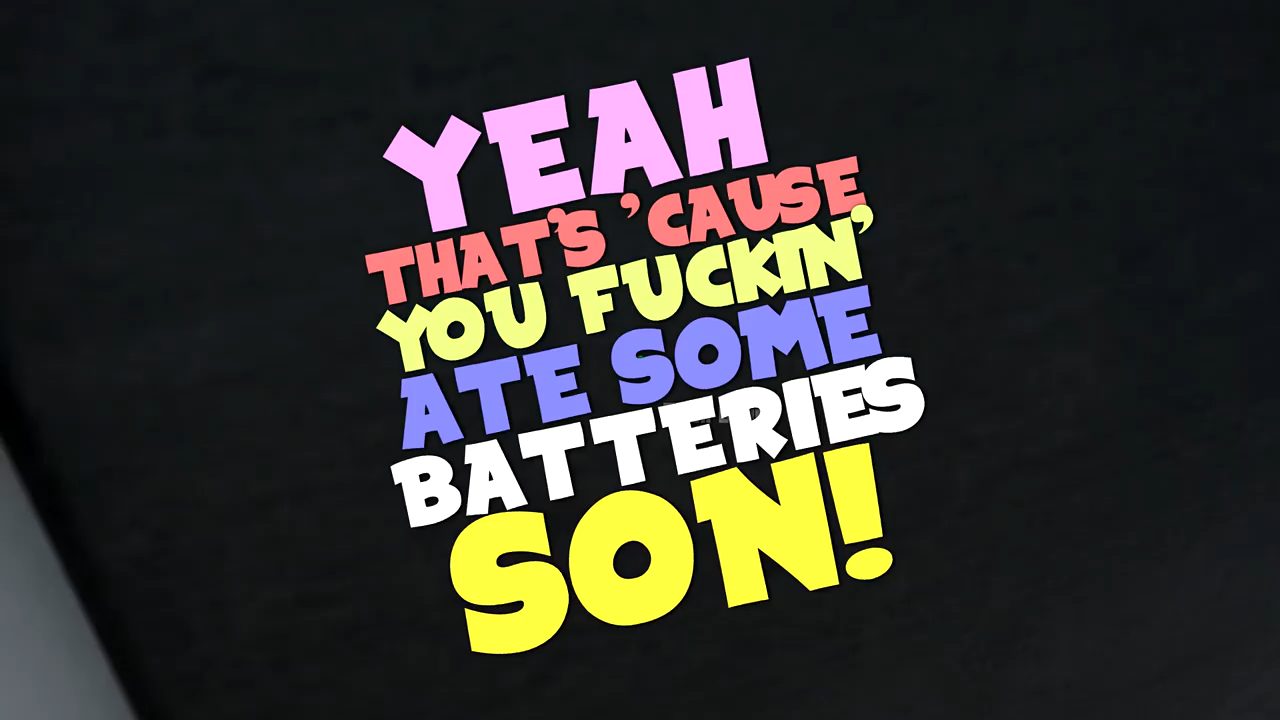 YEAH
THAT'S 'CAUSE
YOU FUCKIN'
ATE SOME
BATTERIES
SON!